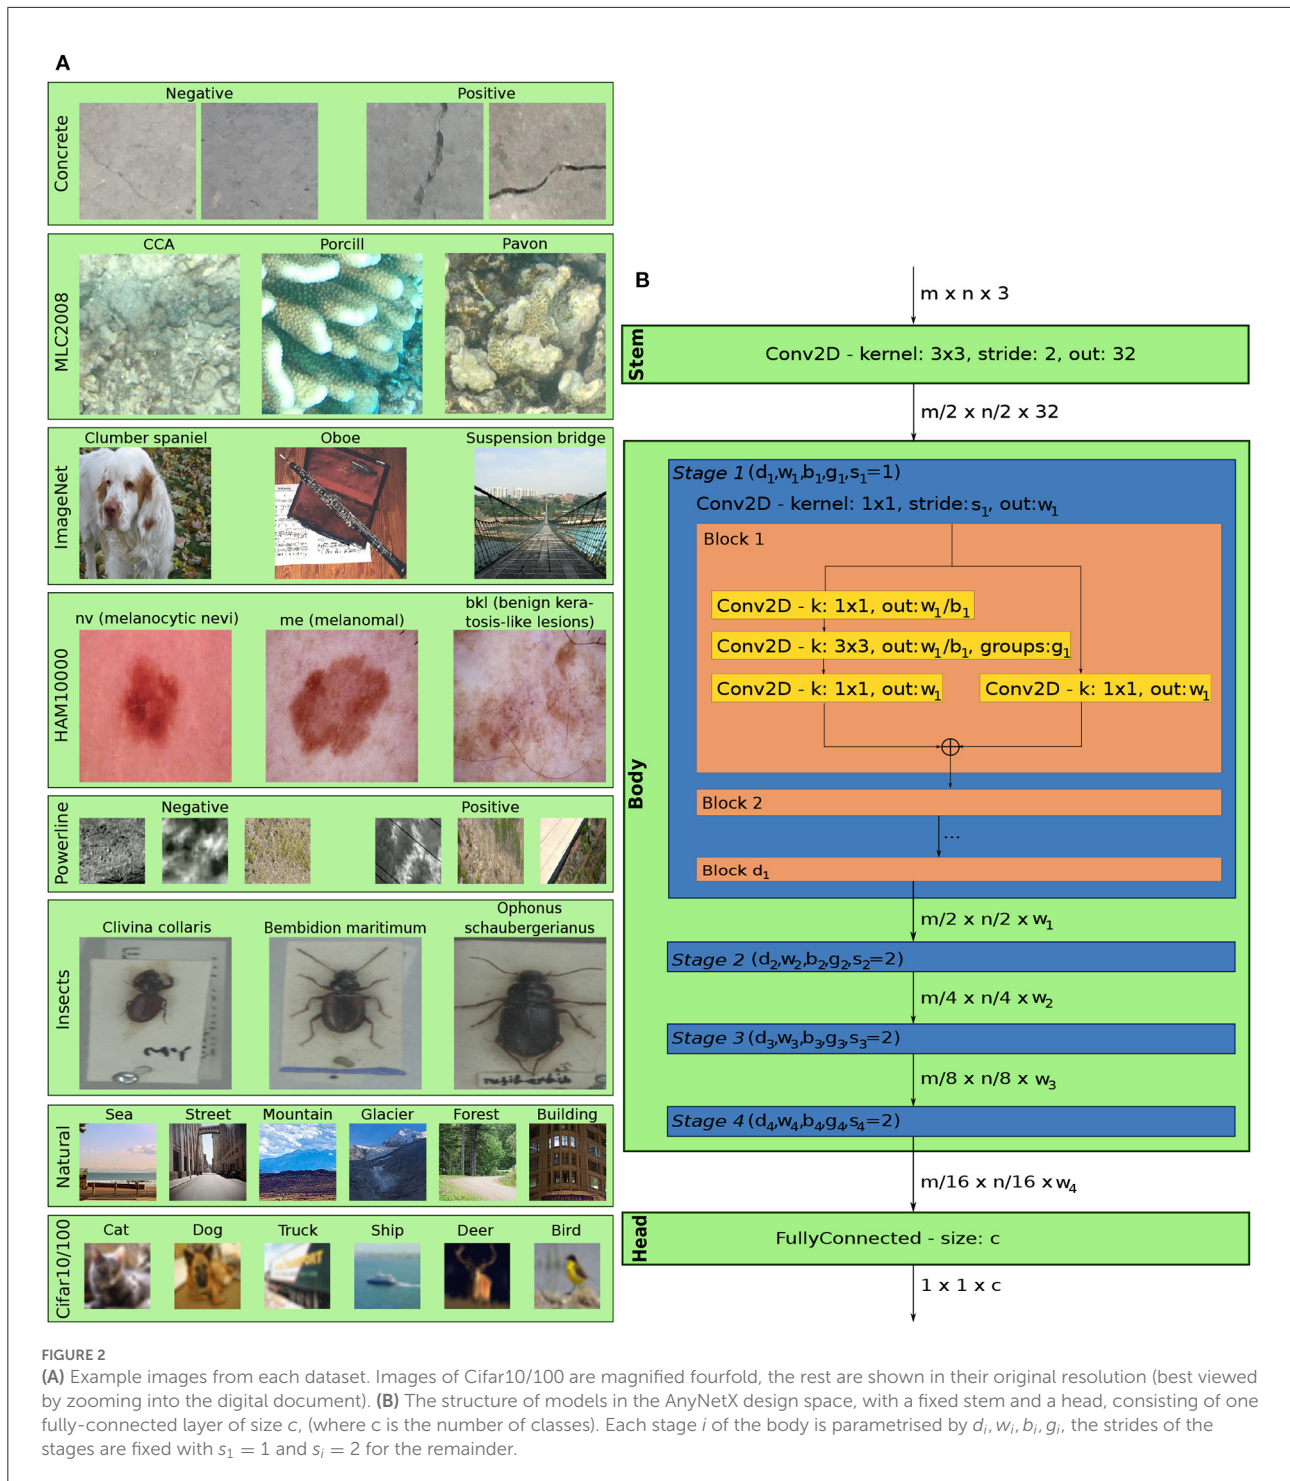 A
Negative Positive
Concrete
CCA Porcill Pavon
MLC2008
Clumber spaniel Oboe Suspension bridge
ImageNet
nv (melanocytic nevi) me (melanomal) bkl (benign kera-
tosis-like lesions)
HAM10000
Negative Positive
Powerline
Clivina collaris Bembidion maritimum Ophonus
schaubergerianus
Insects
My
Sea Street Mountain Glacier Forest Building
Natural
Cat Dog Truck Ship Deer Bird
Cifar10/100
B
m x n x 3
Stem
Conv2D - kernel: 3x3, stride: 2, out: 32
m/2 x n/2 x 32
Body
Stage 1 (d1,w1,b1,g1,s1=1)
Conv2D - kernel: 1x1, stride:s1, out:w1
Block 1
Conv2D - k: 1x1, out:w1/b1
Conv2D - k: 3x3, out:w1/b1, groups:g1
Conv2D - k: 1x1, out:w1 Conv2D - k: 1x1, out:w1
Block 2
...
Block d1
m/2 x n/2 x w1
Stage 2 (d2,w2,b2,g2,s2=2)
m/4 x n/4 x w2
Stage 3 (d3,w3,b3,g3,s3=2)
m/8 x n/8 x w3
Stage 4 (d4,w4,b4,g4,s4=2)
m/16 x n/16 x w4
Head
FullyConnected - size: c
1 x 1 x c
FIGURE 2
(A) Example images from each dataset. Images of Cifar10/100 are magnified fourfold, the rest are shown in their original resolution (best viewed
by zooming into the digital document). (B) The structure of models in the AnyNetX design space, with a fixed stem and a head, consisting of one
fully-connected layer of size c, (where c is the number of classes). Each stage i of the body is parametrised by di, wi, bi, gi, the strides of the
stages are fixed with s1 = 1 and si = 2 for the remainder.